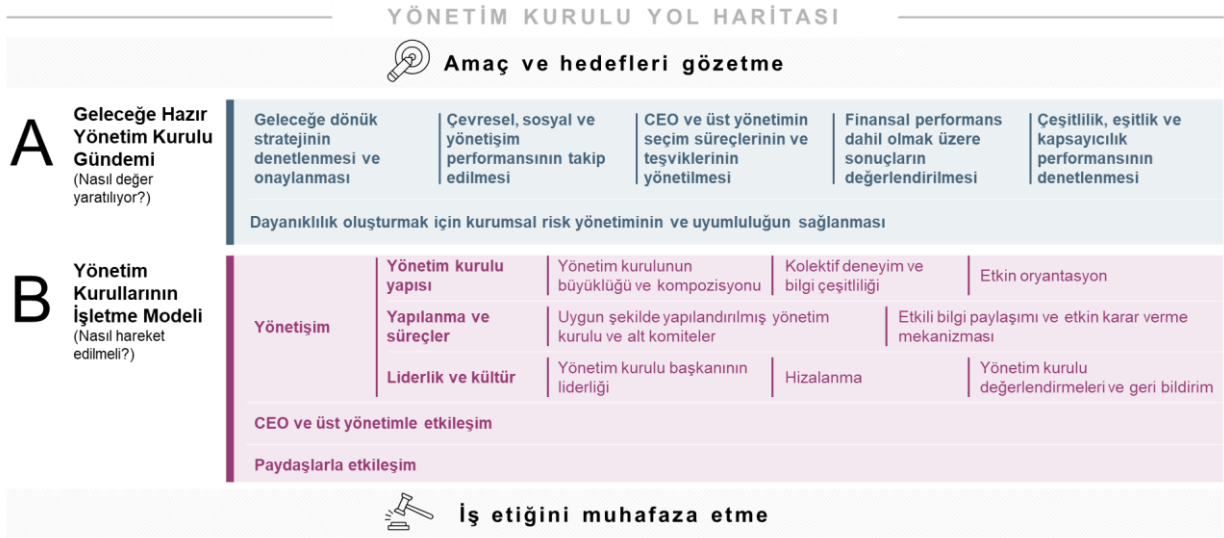 YÖNETİM KURULU YOL HARİTASI
Amaç ve hedefleri gözetme
A
Geleceğe Hazır
Yönetim Kurulu
Gündemi
(Nasıl değer
yaratılıyor?)
Geleceğe dönük
stratejinin
denetlenmesi ve
onaylanması
Çevresel, sosyal ve
yönetişim
performansının takip
edilmesi
CEO ve üst yönetimin
seçim süreçlerinin ve
teşviklerinin
yönetilmesi
Finansal performans
dahil olmak üzere
sonuçların
değerlendirilmesi
Çeşitlilik, eşitlik ve
kapsayıcılık
performansının
denetlenmesi
Dayanıklılık oluşturmak için kurumsal risk yönetiminin ve uyumluluğun sağlanması
B
Yönetim
Kurullarının
İşletme Modeli
(Nasıl hareket
edilmeli?)
Yönetişim
Yönetim kurulu
yapısı
Yönetim kurulunun
büyüklüğü ve kompozisyonu
Kolektif deneyim ve
bilgi çeşitliliği
Etkin oryantasyon
Yapılanma ve
süreçler
Uygun şekilde yapılandırılmış yönetim
kurulu ve alt komiteler
Etkili bilgi paylaşımı ve etkin karar verme
mekanizması
Liderlik ve kültür
Yönetim kurulu başkanının
liderliği
Hizalanma
Yönetim kurulu
değerlendirmeleri ve geri bildirim
CEO ve üst yönetimle etkileşim
Paydaşlarla etkileşim
İş etiğini muhafaza etme